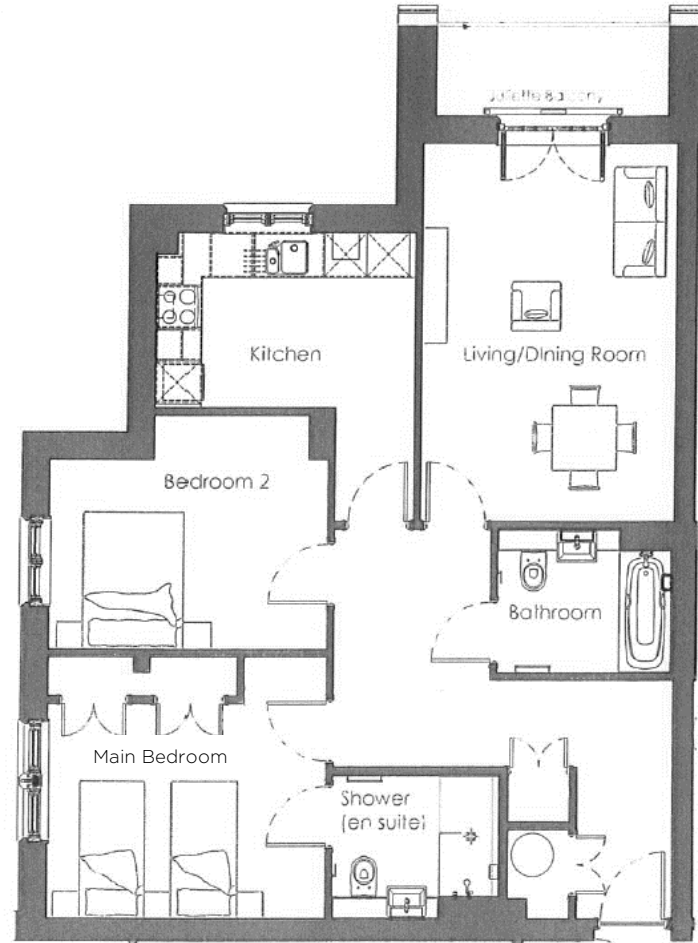 Juliette Balcony
Kitchen
Living/Dining Room
Bedroom 2
Bathroom
Main Bedroom
Shower
(en suite)